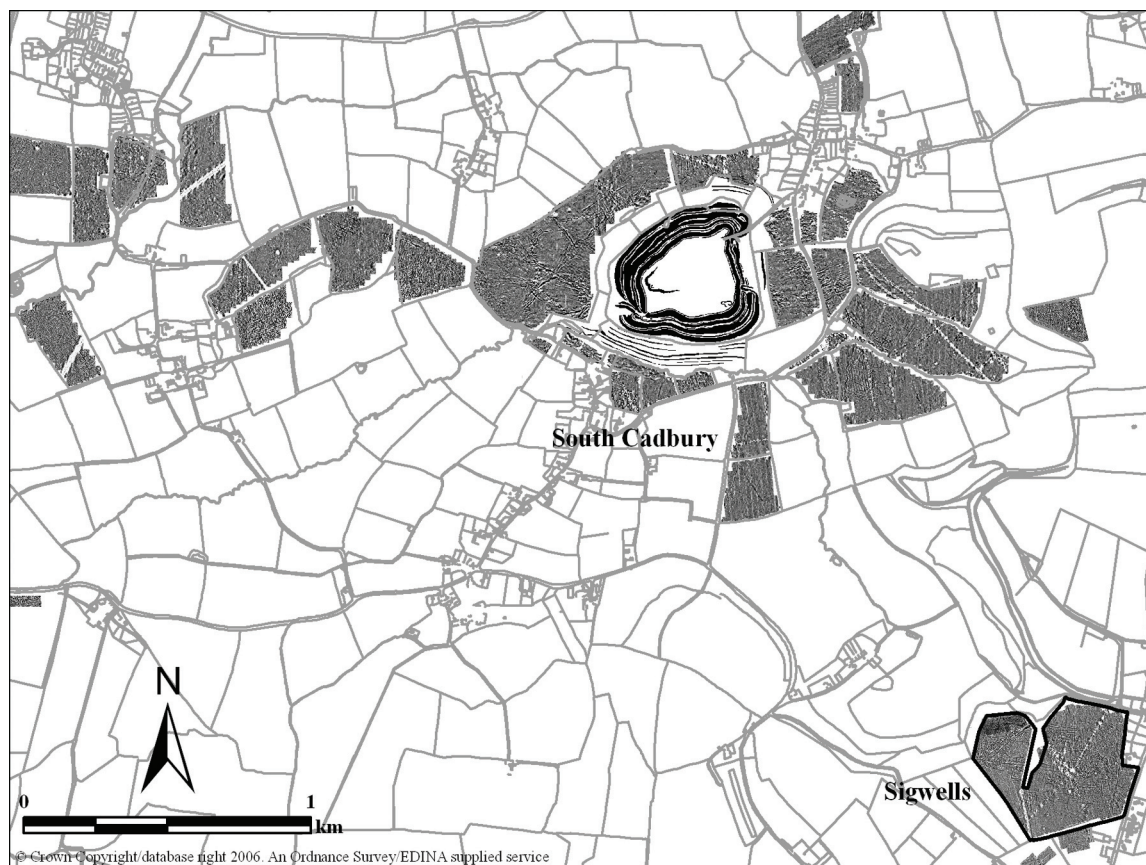 South Cadbury
N
Sigwells
0 1
km
© Crown Copyright/database right 2006. An Ordnance Survey/EDINA supplied service